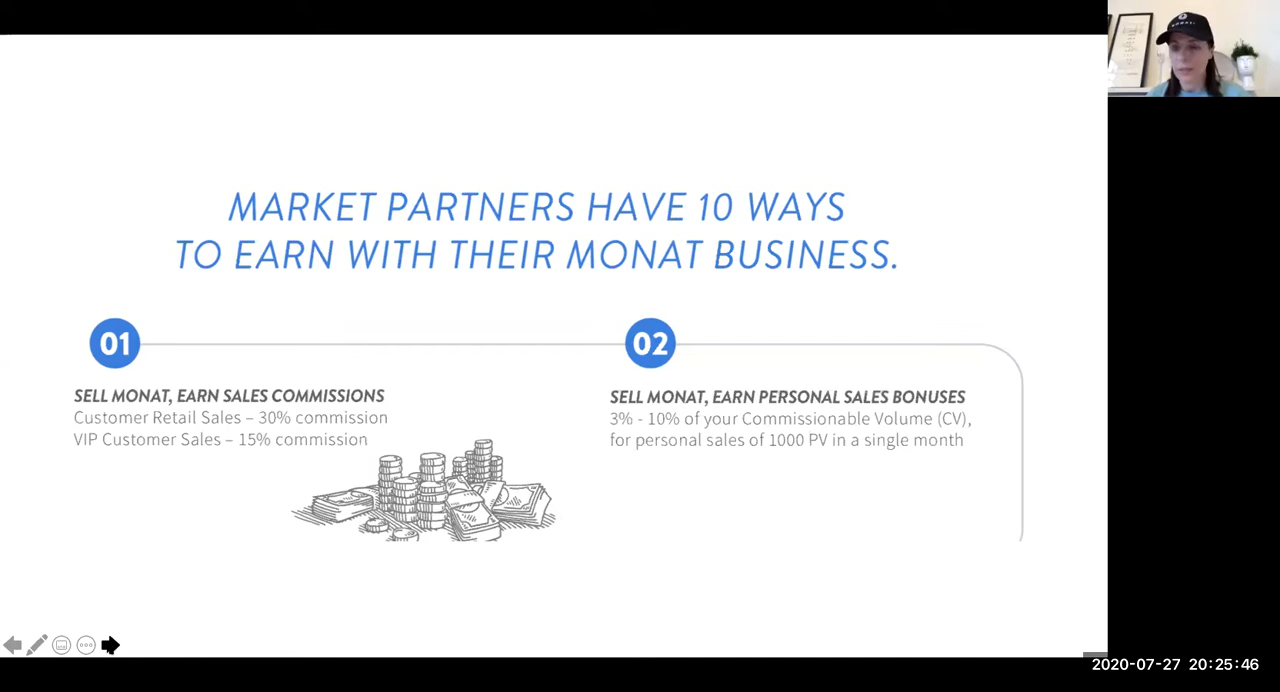 MARKET PARTNERS HAVE 10 WAYS
TO EARN WITH THEIR MONAT BUSINESS.
01
SELL MONAT, EARN SALES COMMISSIONS
Customer Retail Sales – 30% commission
VIP Customer Sales – 15% commission
02
SELL MONAT, EARN PERSONAL SALES BONUSES
3% - 10% of your Commissionable Volume (CV),
for personal sales of 1000 PV in a single month
2020-07-27 20:25:46